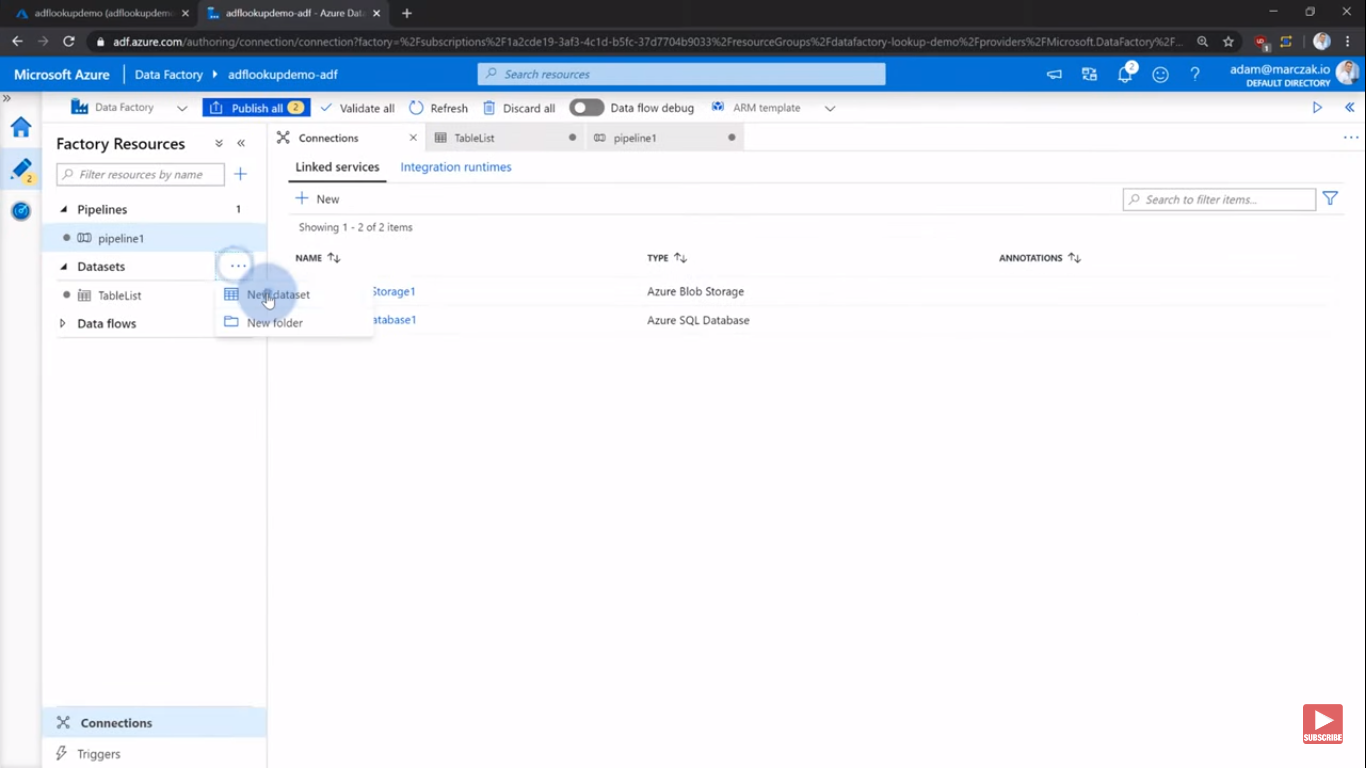 adflookupdemo (adflookupdemo
adflookupdemo-adf - Azure Data
adf.azure.com/authoring/connection/connection?factory=%2Fsubscriptions%2F1a2cde19-3af3-4c1d-b5fc-37d7704b9033%2FresourceGroups%2Fdatafactory-lookup-demo%2Fproviders%2FMicrosoft.DataFactory%2F...
1
Microsoft Azure
Data Factory
adflookupdemo-adf
Search resources
2
?
adam@marczak.io
DEFAULT DIRECTORY
Data Factory
Publish all 2
Validate all
Refresh
Discard all
Data flow debug
ARM template
2
Factory Resources
Filter resources by name
Pipelines 1
pipeline1
Datasets
TableList
Data flows
New dataset
New folder
Connections
Triggers
Connections
TableList
pipeline1
Linked services
Integration runtimes
New
Search to filter items...
Showing 1 - 2 of 2 items
NAME TYPE ANNOTATIONS
Storage1 Azure Blob Storage
atabase1 Azure SQL Database
SUBSCRIBE